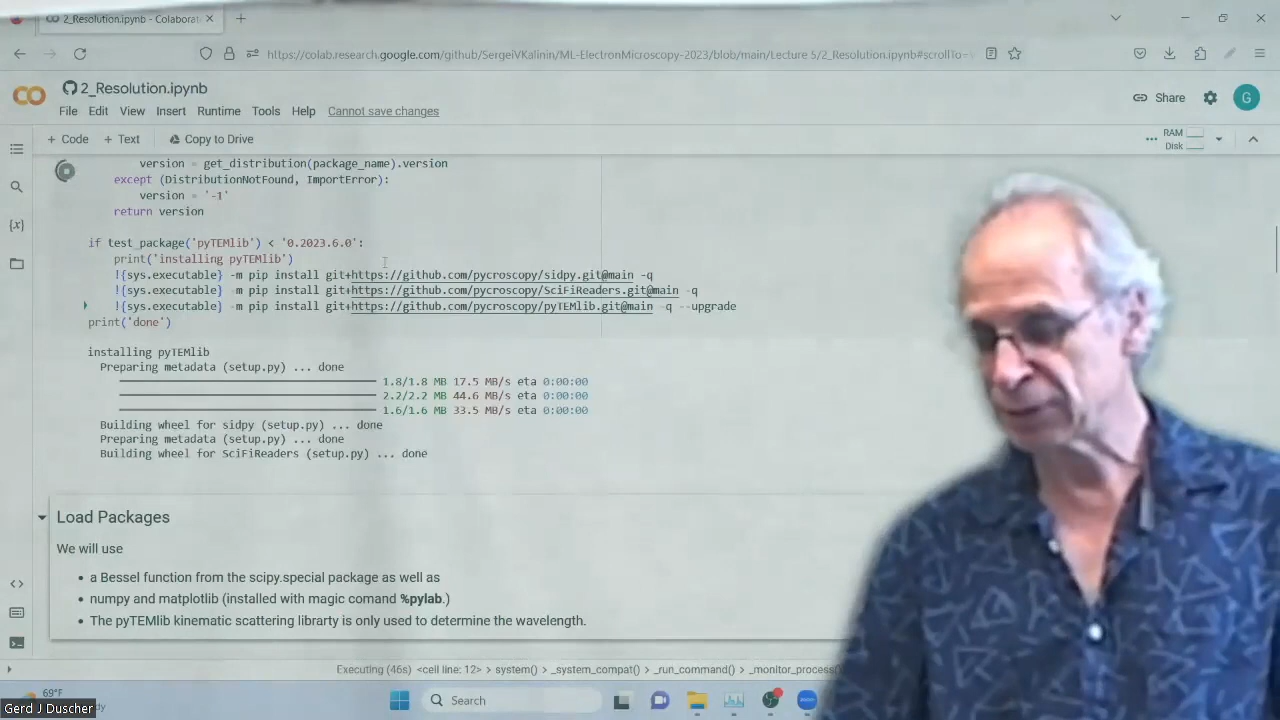 2_Resolution.ipynb - Colaborat
https://colab.research.google.com/github/SergeiVKalinin/ML-ElectronMicroscopy-2023/blob/main/Lecture 5/2_Resolution.ipynb#scrollTo=
2_Resolution.ipynb
Share
G
File Edit View Insert Runtime Tools Help Cannot save changes
+ Code + Text Copy to Drive
RAM
Disk
version = get_distribution(package_name).version
except (DistributionNotFound, ImportError):
version = '-1'
return version
if test_package('pyTEMlib') < '0.2023.6.0':
print('installing pyTEMlib')
!{sys.executable} -m pip install git+https://github.com/pycroscopy/sidpy.git@main -q
!{sys.executable} -m pip install git+https://github.com/pycroscopy/SciFiReaders.git@main -q
!{sys.executable} -m pip install git+https://github.com/pycroscopy/pyTEMlib.git@main -q --upgrade
print('done')
installing pyTEMlib
Preparing metadata (setup.py) ... done
1.8/1.8 MB 17.5 MB/s eta 0:00:00
2.2/2.2 MB 44.6 MB/s eta 0:00:00
1.6/1.6 MB 33.5 MB/s eta 0:00:00
Building wheel for sidpy (setup.py) ... done
Preparing metadata (setup.py) ... done
Building wheel for SciFiReaders (setup.py) ... done
Load Packages
We will use
• a Bessel function from the scipy.special package as well as
• numpy and matplotlib (installed with magic comand %pylab.)
• The pyTEMlib kinematic scattering librarty is only used to determine the wavelength.
Executing (46s) <cell line: 12> > system() > _system_compat() > _run_command() > _monitor_process()
69°F
Search
Gerd J Duscher